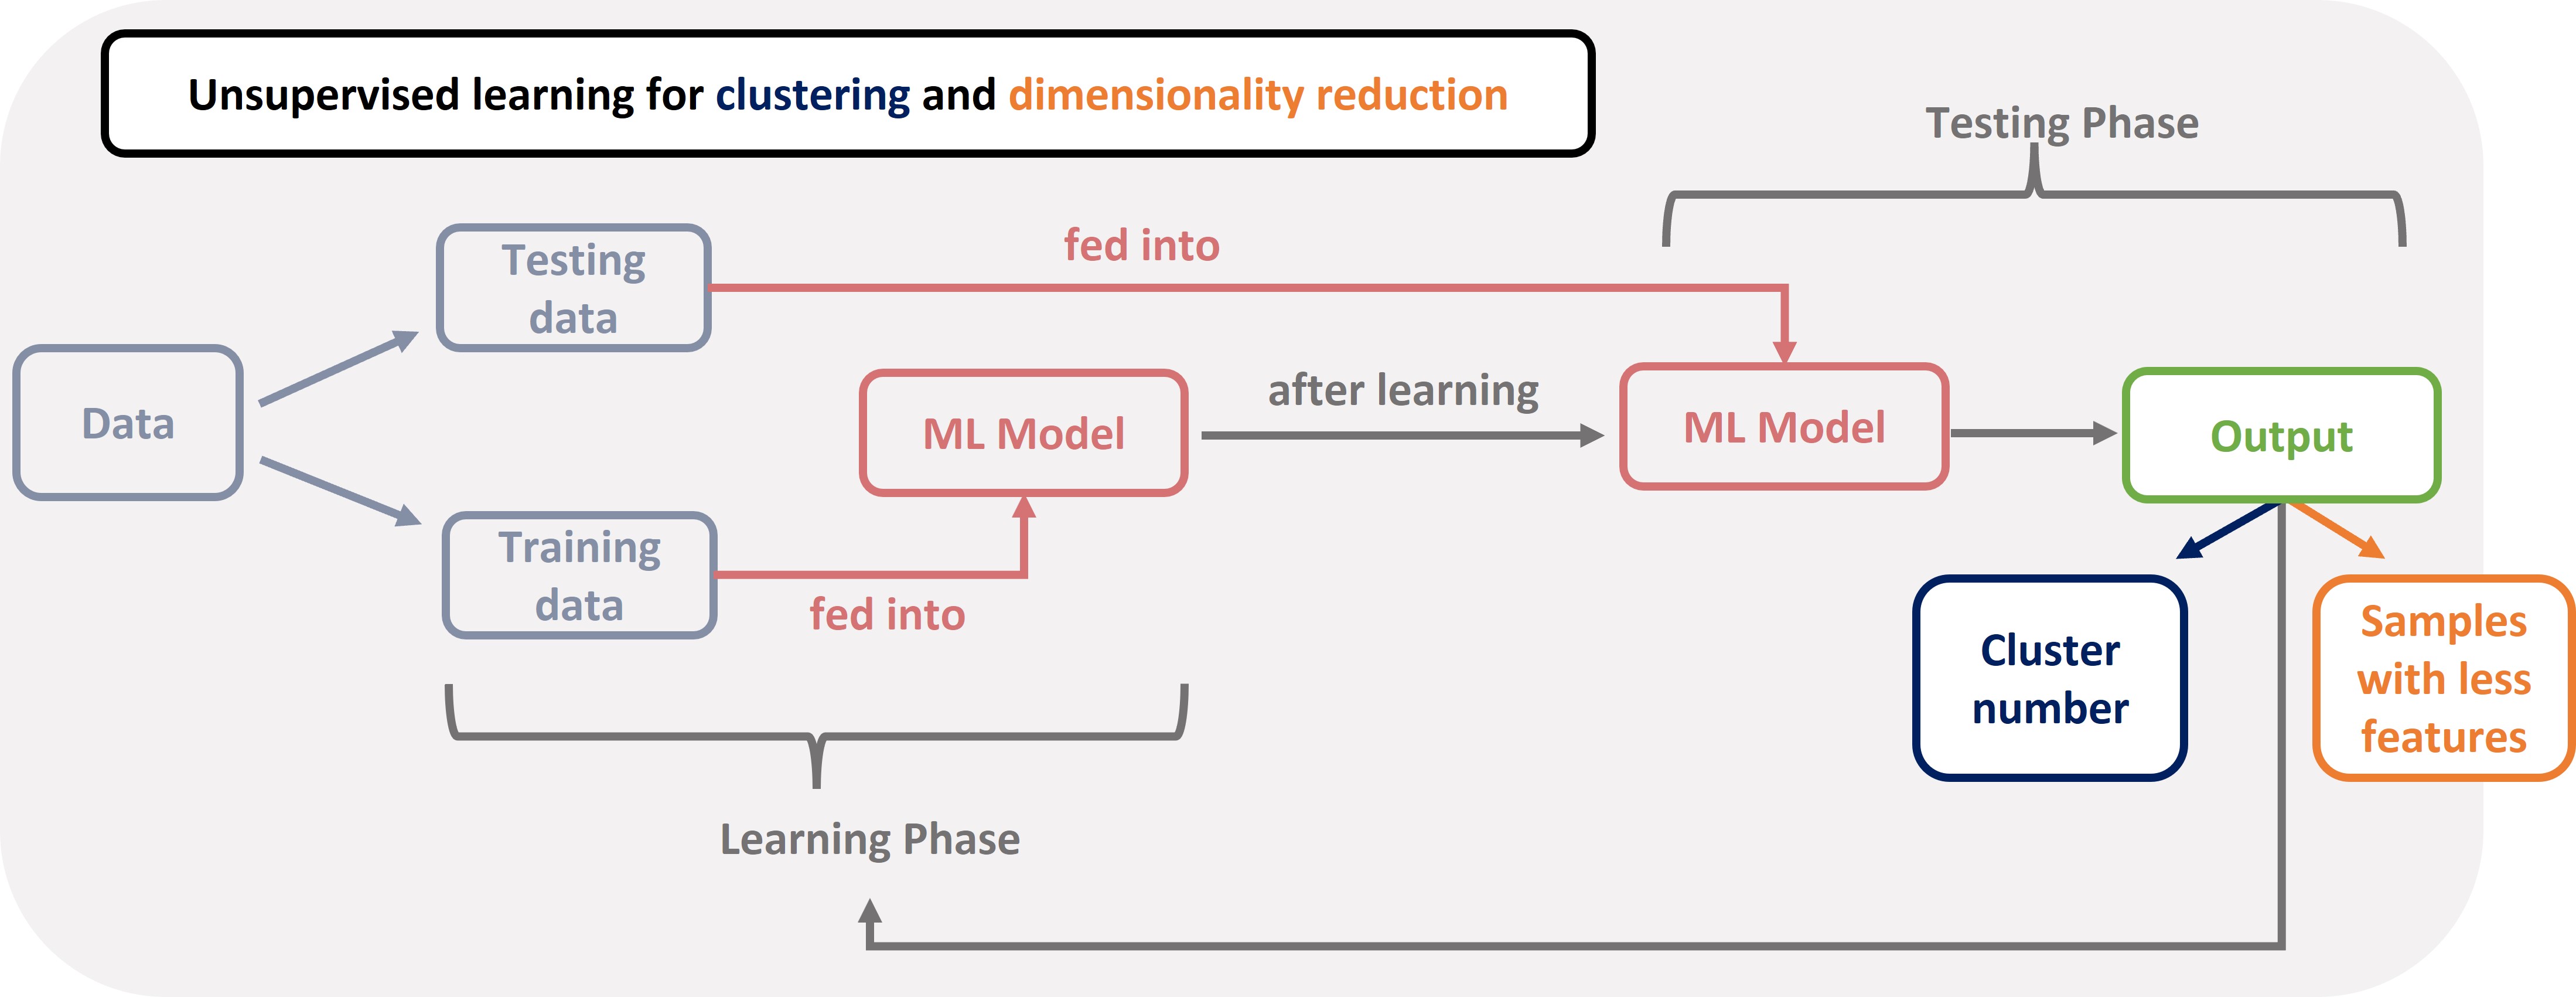 Unsupervised learning for clustering and dimensionality reduction
Testing Phase
Testing
data
fed into
Data
ML Model
after learning
ML Model
Output
Training
data
fed into
Cluster
number
Samples
with less
features
Learning Phase